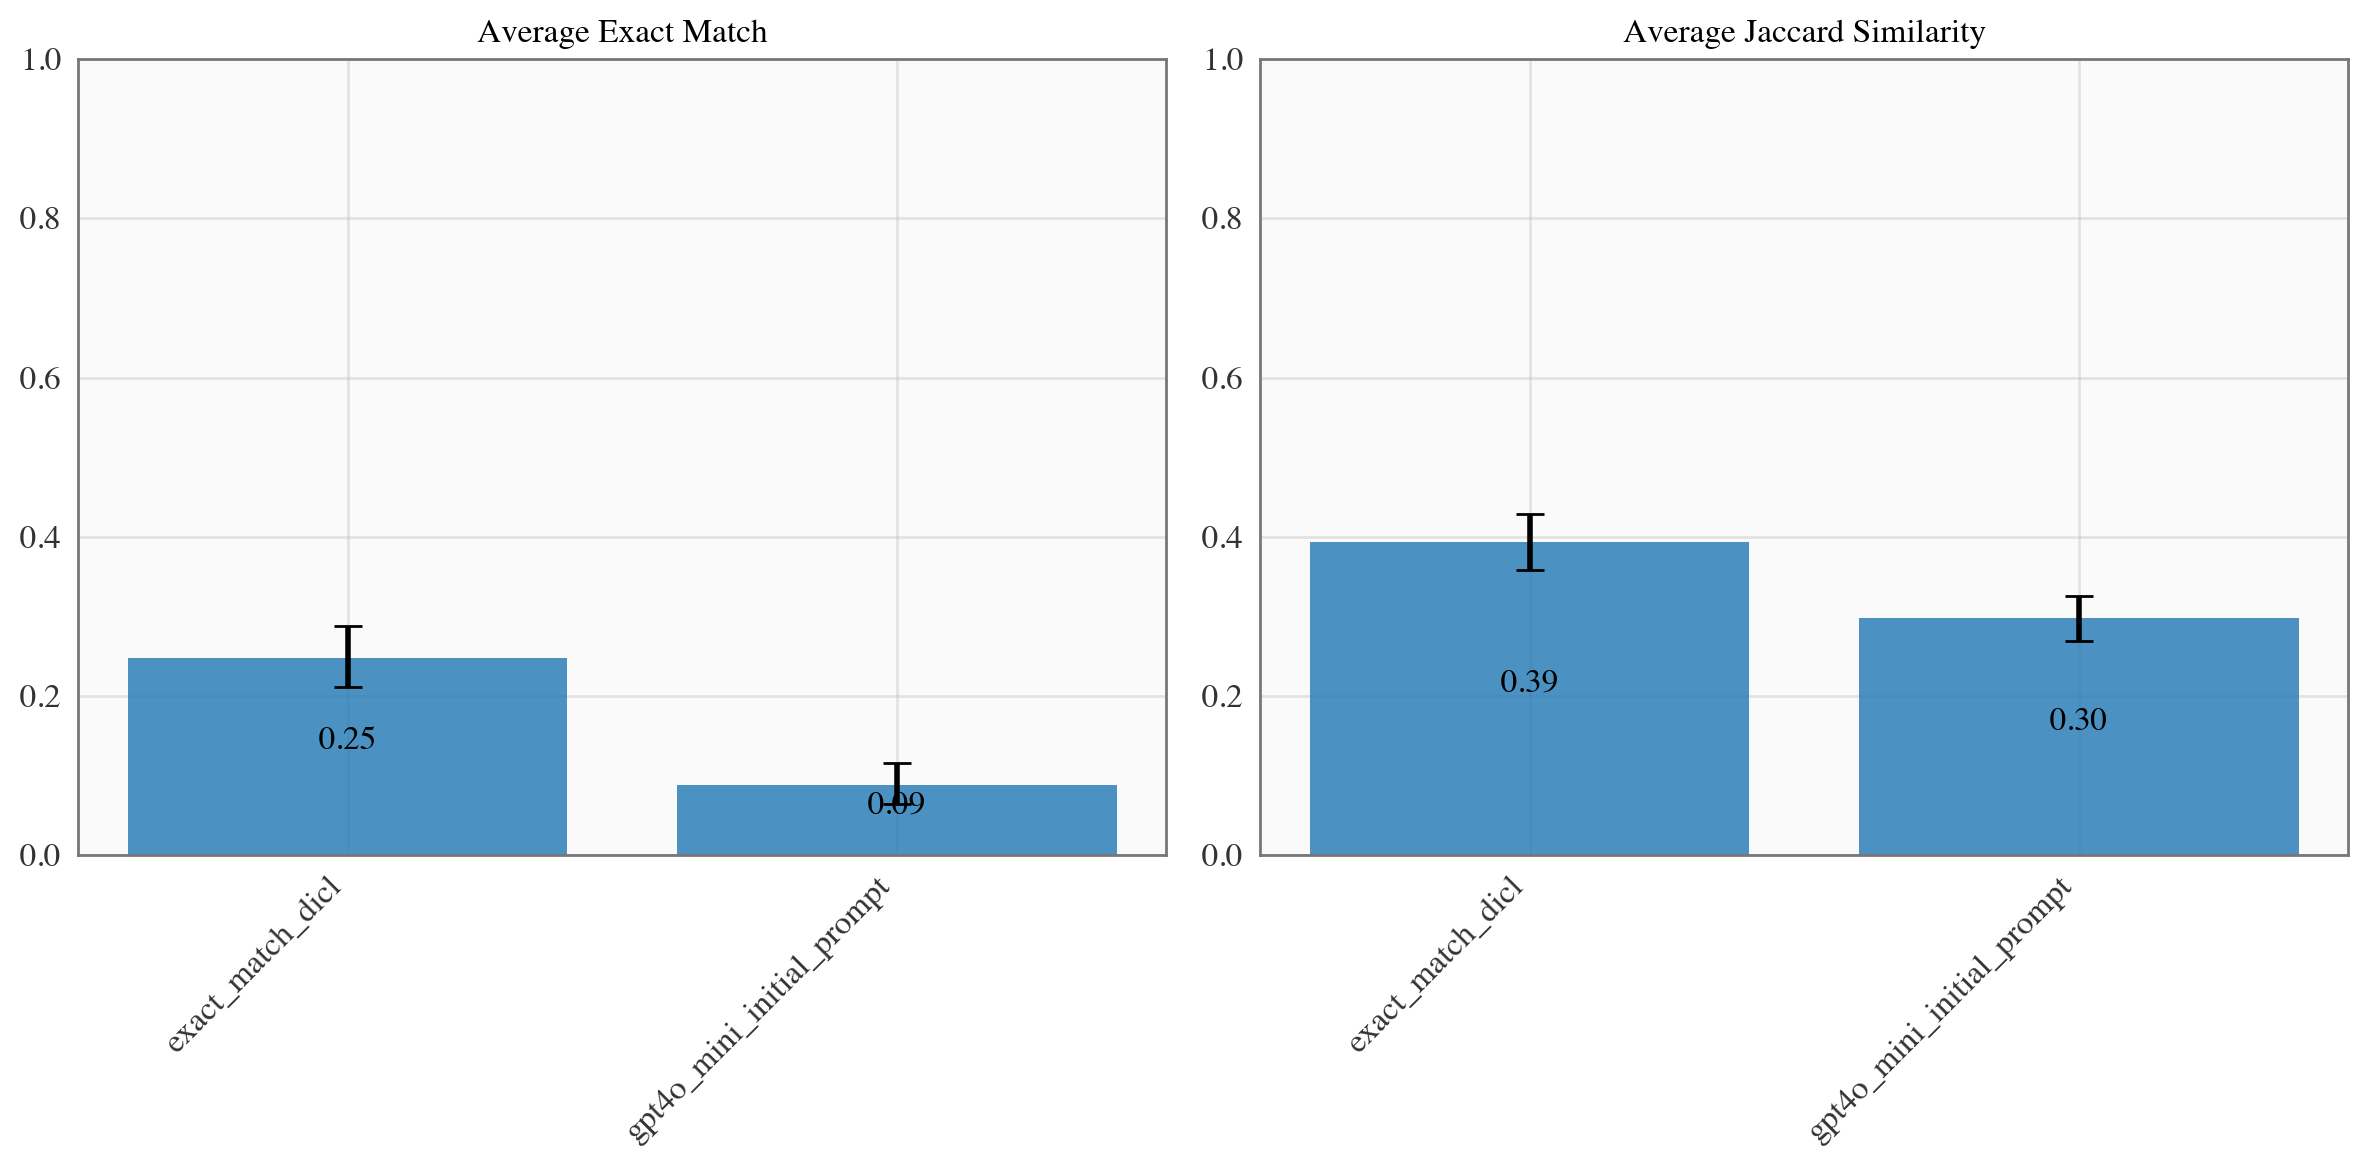 Average Exact Match
1.0
0.8
0.6
0.4
0.2
0.0
0.25
0.09
exact_match_dicl
gpt4o_mini_initial_prompt
Average Jaccard Similarity
1.0
0.8
0.6
0.4
0.2
0.0
0.39
0.30
exact_match_dicl
gpt4o_mini_initial_prompt